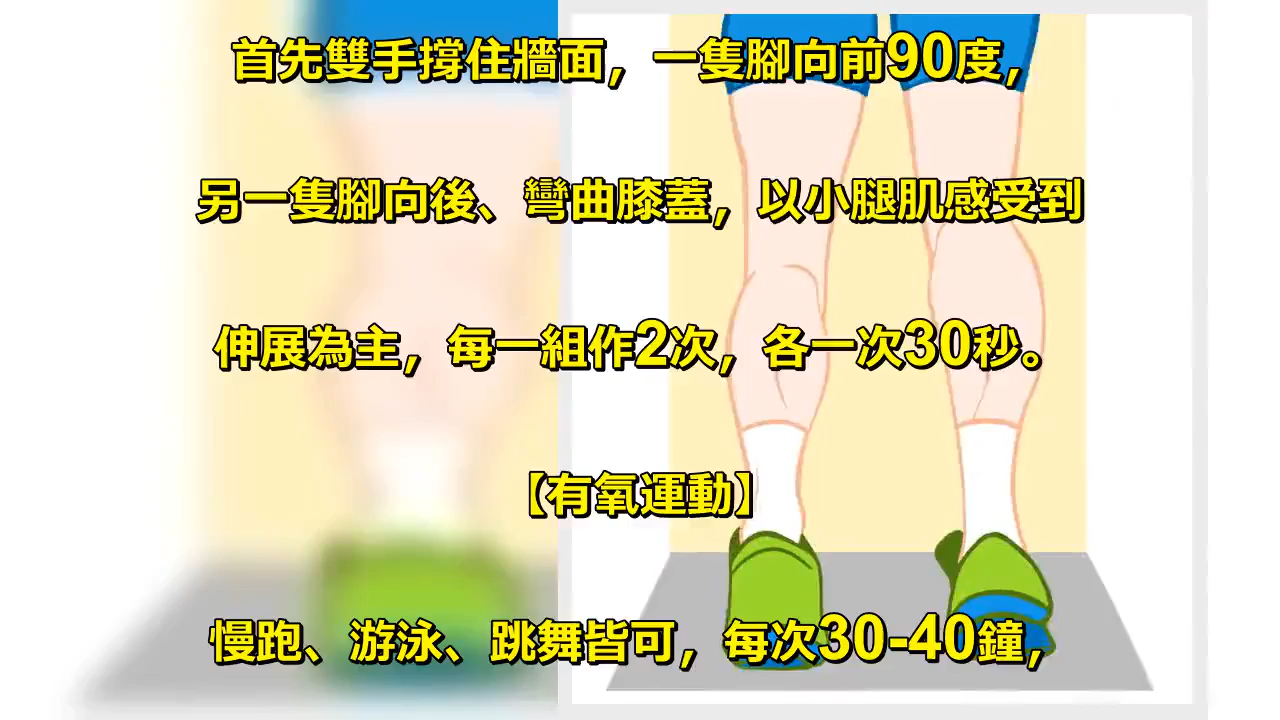 首先雙手撐住牆面，一隻腳向前90度，
另一隻腳向後、彎曲膝蓋，以小腿肌感受到
伸展為主，每一組作2次，各一次30秒。
【有氧運動】
慢跑、游泳、跳舞皆可，每次30-40鐘，